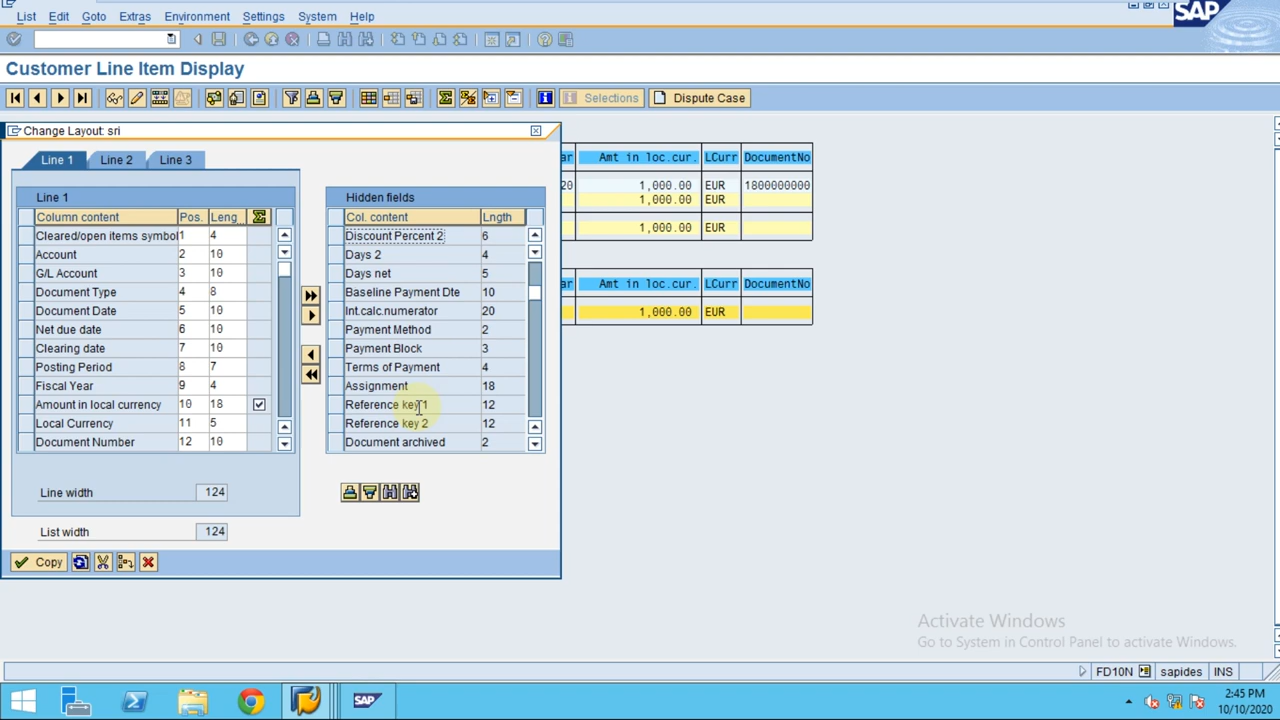 List Edit Goto Extras Environment Settings System Help
SAP
Customer Line Item Display
Selections Dispute Case
Change Layout: sri
Line 1 Line 2 Line 3
Line 1
Column content Pos. Leng
Cleared/open items symbol 1 4
Account 2 10
G/L Account 3 10
Document Type 4 8
Document Date 5 10
Net due date 6 10
Clearing date 7 10
Posting Period 8 7
Fiscal Year 9 4
Amount in local currency 10 18
Local Currency 11 5
Document Number 12 10
Line width 124
List width 124
Hidden fields
Col. content Lngth
Discount Percent 2 6
Days 2 4
Days net 5
Baseline Payment Dte 10
Int.calc.numerator 20
Payment Method 2
Payment Block 3
Terms of Payment 4
Assignment 18
Reference key 1 12
Reference key 2 12
Document archived 2
Copy
ar Amt in loc.cur. LCurr DocumentNo
20 1,000.00 EUR 1800000000
1,000.00 EUR
1,000.00 EUR
ar Amt in loc.cur. LCurr DocumentNo
1,000.00 EUR
Activate Windows
Go to System in Control Panel to activate Windows.
FD10N sapides INS
SAP
2:45 PM
10/10/2020